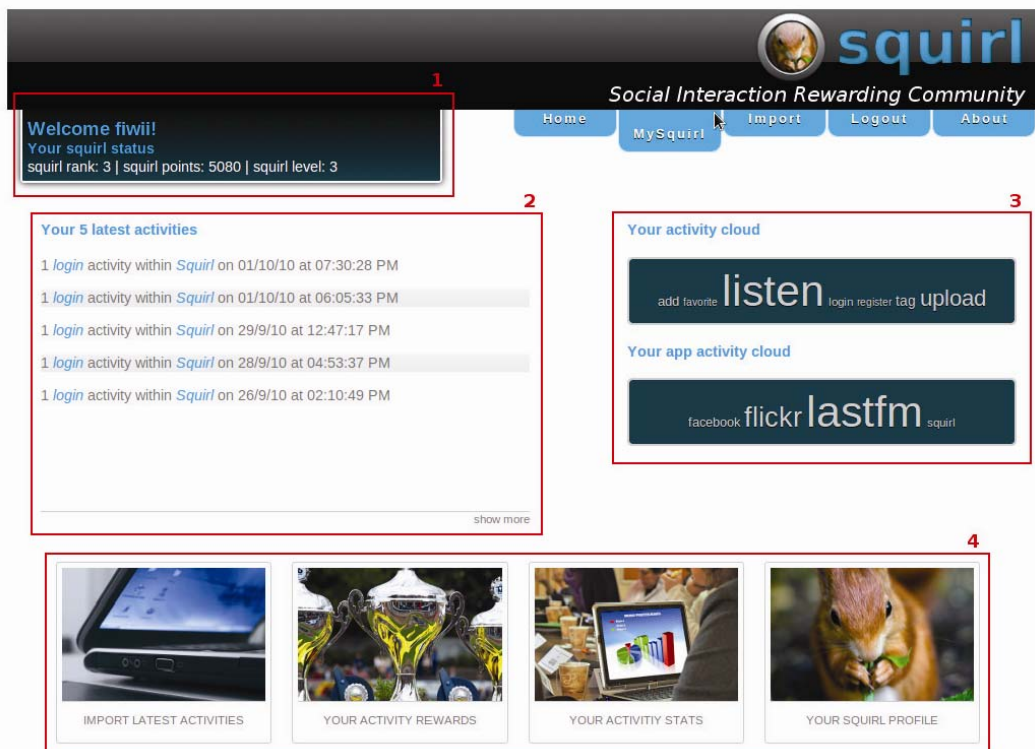 squirl
Social Interaction Rewarding Community
1
Welcome fiwii!
Your squirl status
squirl rank: 3 | squirl points: 5080 | squirl level: 3
Home
MySquirl
Import
Logout
About
2
Your 5 latest activities
1 login activity within Squirl on 01/10/10 at 07:30:28 PM
1 login activity within Squirl on 01/10/10 at 06:05:33 PM
1 login activity within Squirl on 29/9/10 at 12:47:17 PM
1 login activity within Squirl on 28/9/10 at 04:53:37 PM
1 login activity within Squirl on 26/9/10 at 02:10:49 PM
show more
3
Your activity cloud
add favorite listen login register tag upload
Your app activity cloud
facebook flickr lastfm squirl
4
IMPORT LATEST ACTIVITIES
YOUR ACTIVITY REWARDS
YOUR ACTIVITIY STATS
YOUR SQUIRL PROFILE